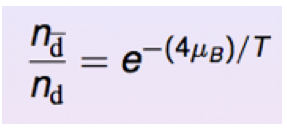 n_d̄ / n_d = e^{-(4μ_B)/T}